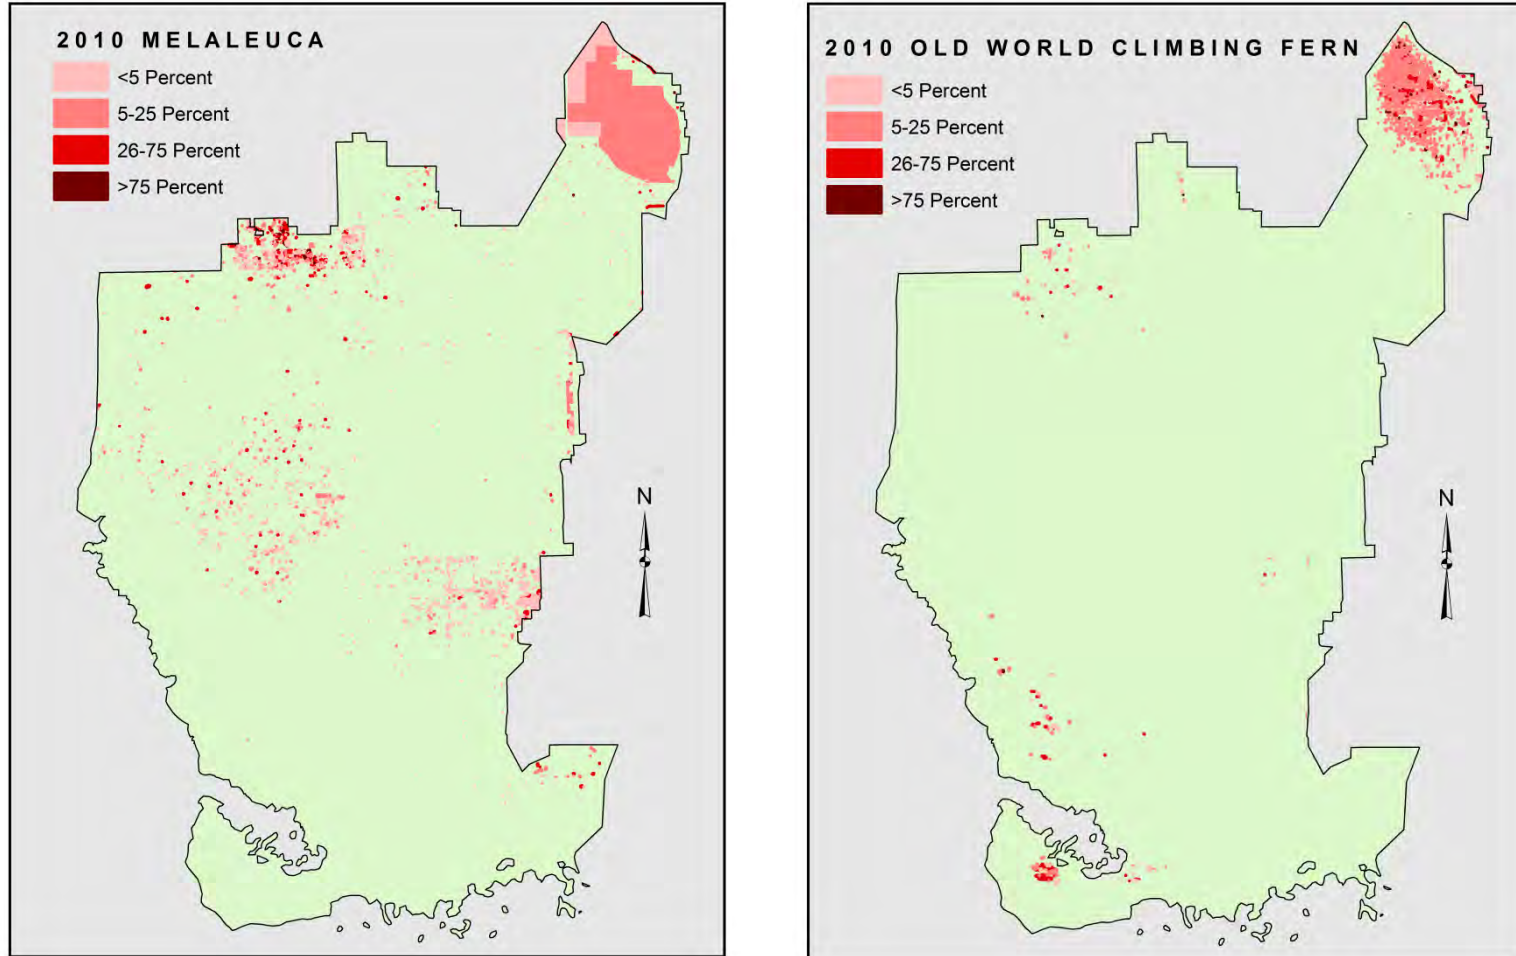 2010 MELALEUCA
<5 Percent
5-25 Percent
26-75 Percent
>75 Percent
N
2010 OLD WORLD CLIMBING FERN
<5 Percent
5-25 Percent
26-75 Percent
>75 Percent
N